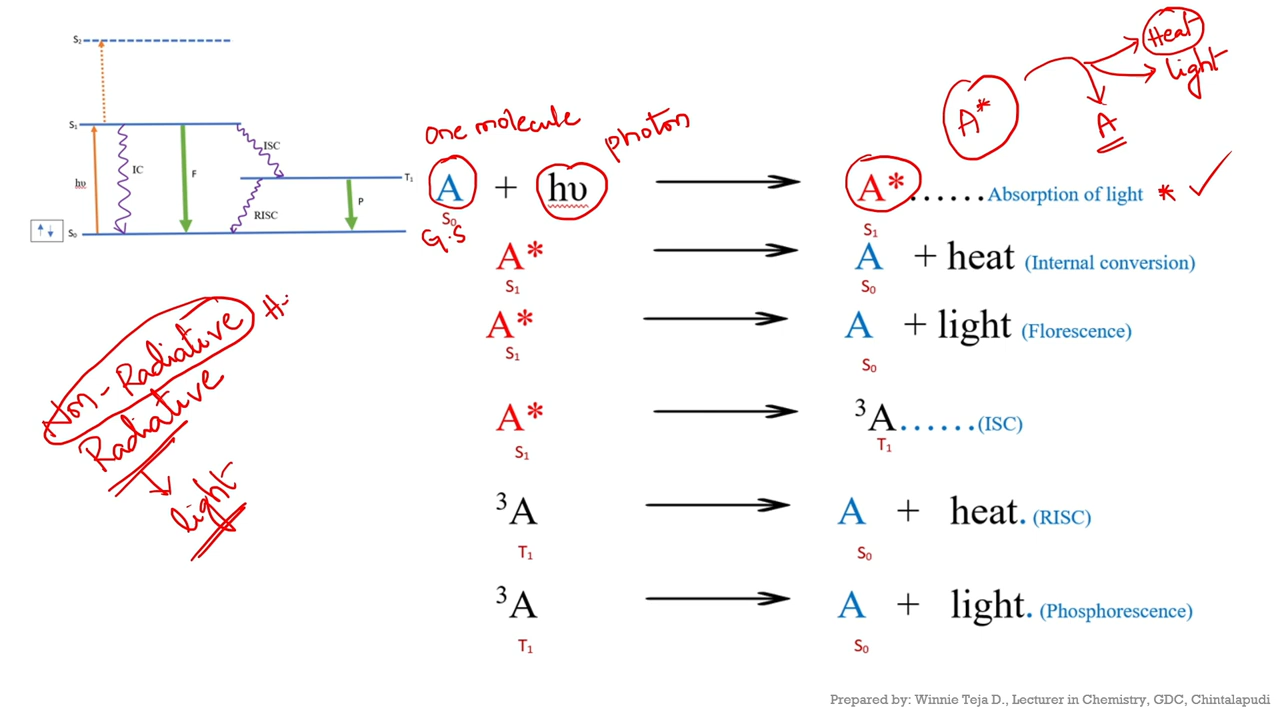 S₂
S₁
IC
F
ISC
hυ
T₁
RISC
P
↑↓
S₀
one molecule
photon
A + hυ → A*......Absorption of light * ✓
S₀
G.S
S₁
A*
Heat
light
A
A* → A + heat (Internal conversion)
S₁ S₀
A* → A + light (Florescence)
S₁ S₀
A* → ³A......(ISC)
S₁ T₁
³A → A + heat. (RISC)
T₁ S₀
³A → A + light. (Phosphorescence)
T₁ S₀
Non-Radiative H.
Radiative
light
Prepared by: Winnie Teja D., Lecturer in Chemistry, GDC, Chintalapudi